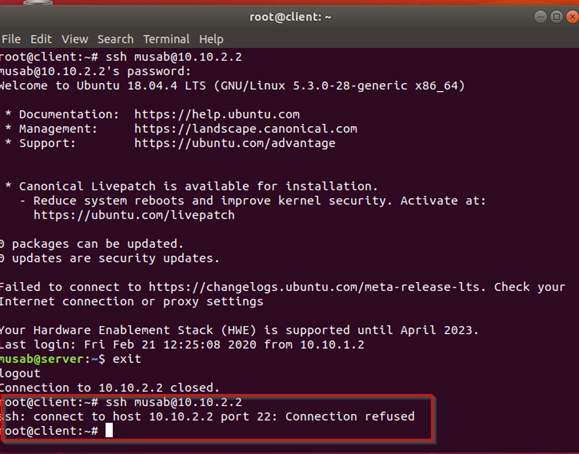 root@client: ~
File Edit View Search Terminal Help
root@client:~# ssh musab@10.10.2.2
musab@10.10.2.2's password:
Welcome to Ubuntu 18.04.4 LTS (GNU/Linux 5.3.0-28-generic x86_64)
* Documentation: https://help.ubuntu.com
* Management: https://landscape.canonical.com
* Support: https://ubuntu.com/advantage
* Canonical Livepatch is available for installation.
- Reduce system reboots and improve kernel security. Activate at:
https://ubuntu.com/livepatch
0 packages can be updated.
0 updates are security updates.
Failed to connect to https://changelogs.ubuntu.com/meta-release-lts. Check your
Internet connection or proxy settings
Your Hardware Enablement Stack (HWE) is supported until April 2023.
Last login: Fri Feb 21 12:25:08 2020 from 10.10.1.2
musab@server:~$ exit
logout
Connection to 10.10.2.2 closed.
root@client:~# ssh musab@10.10.2.2
ssh: connect to host 10.10.2.2 port 22: Connection refused
root@client:~#